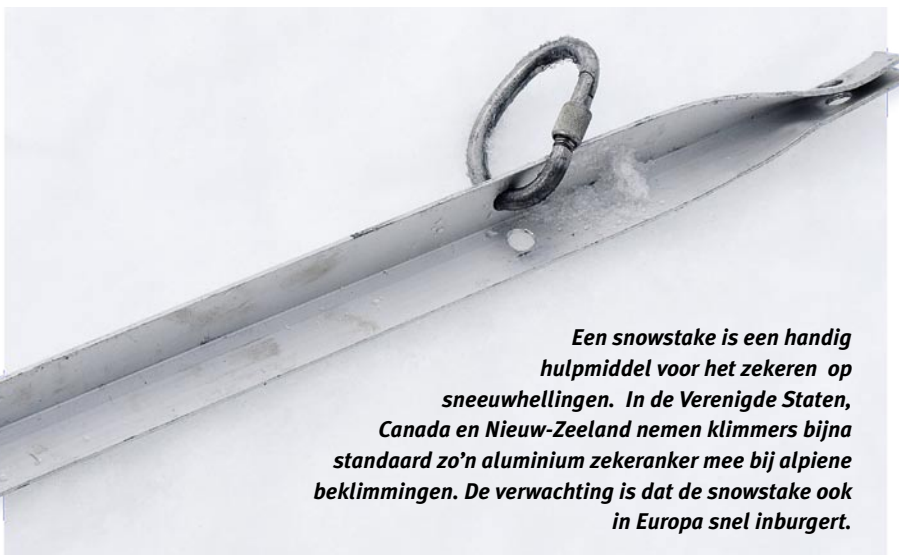 Een snowstake is een handig
hulpmiddel voor het zekeren op
sneeuwhellingen. In de Verenigde Staten,
Canada en Nieuw-Zeeland nemen klimmers bijna
standaard zo’n aluminium zekeranker mee bij alpiene
beklimmingen. De verwachting is dat de snowstake ook
in Europa snel inburgert.